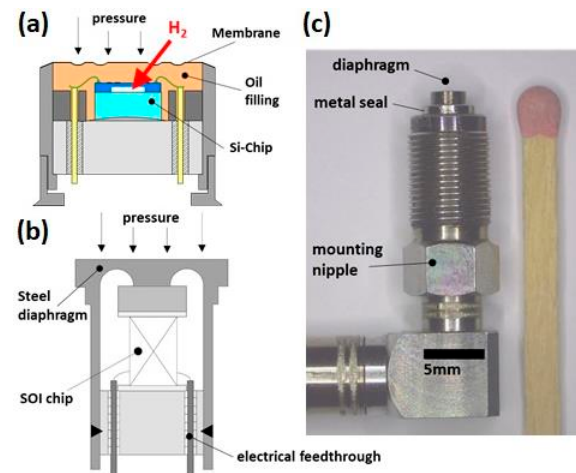 (a)
pressure
H2
Membrane
Oil
filling
Si-Chip
(b)
pressure
Steel
diaphragm
SOI chip
electrical feedthrough
(c)
diaphragm
metal seal
mounting
nipple
5mm